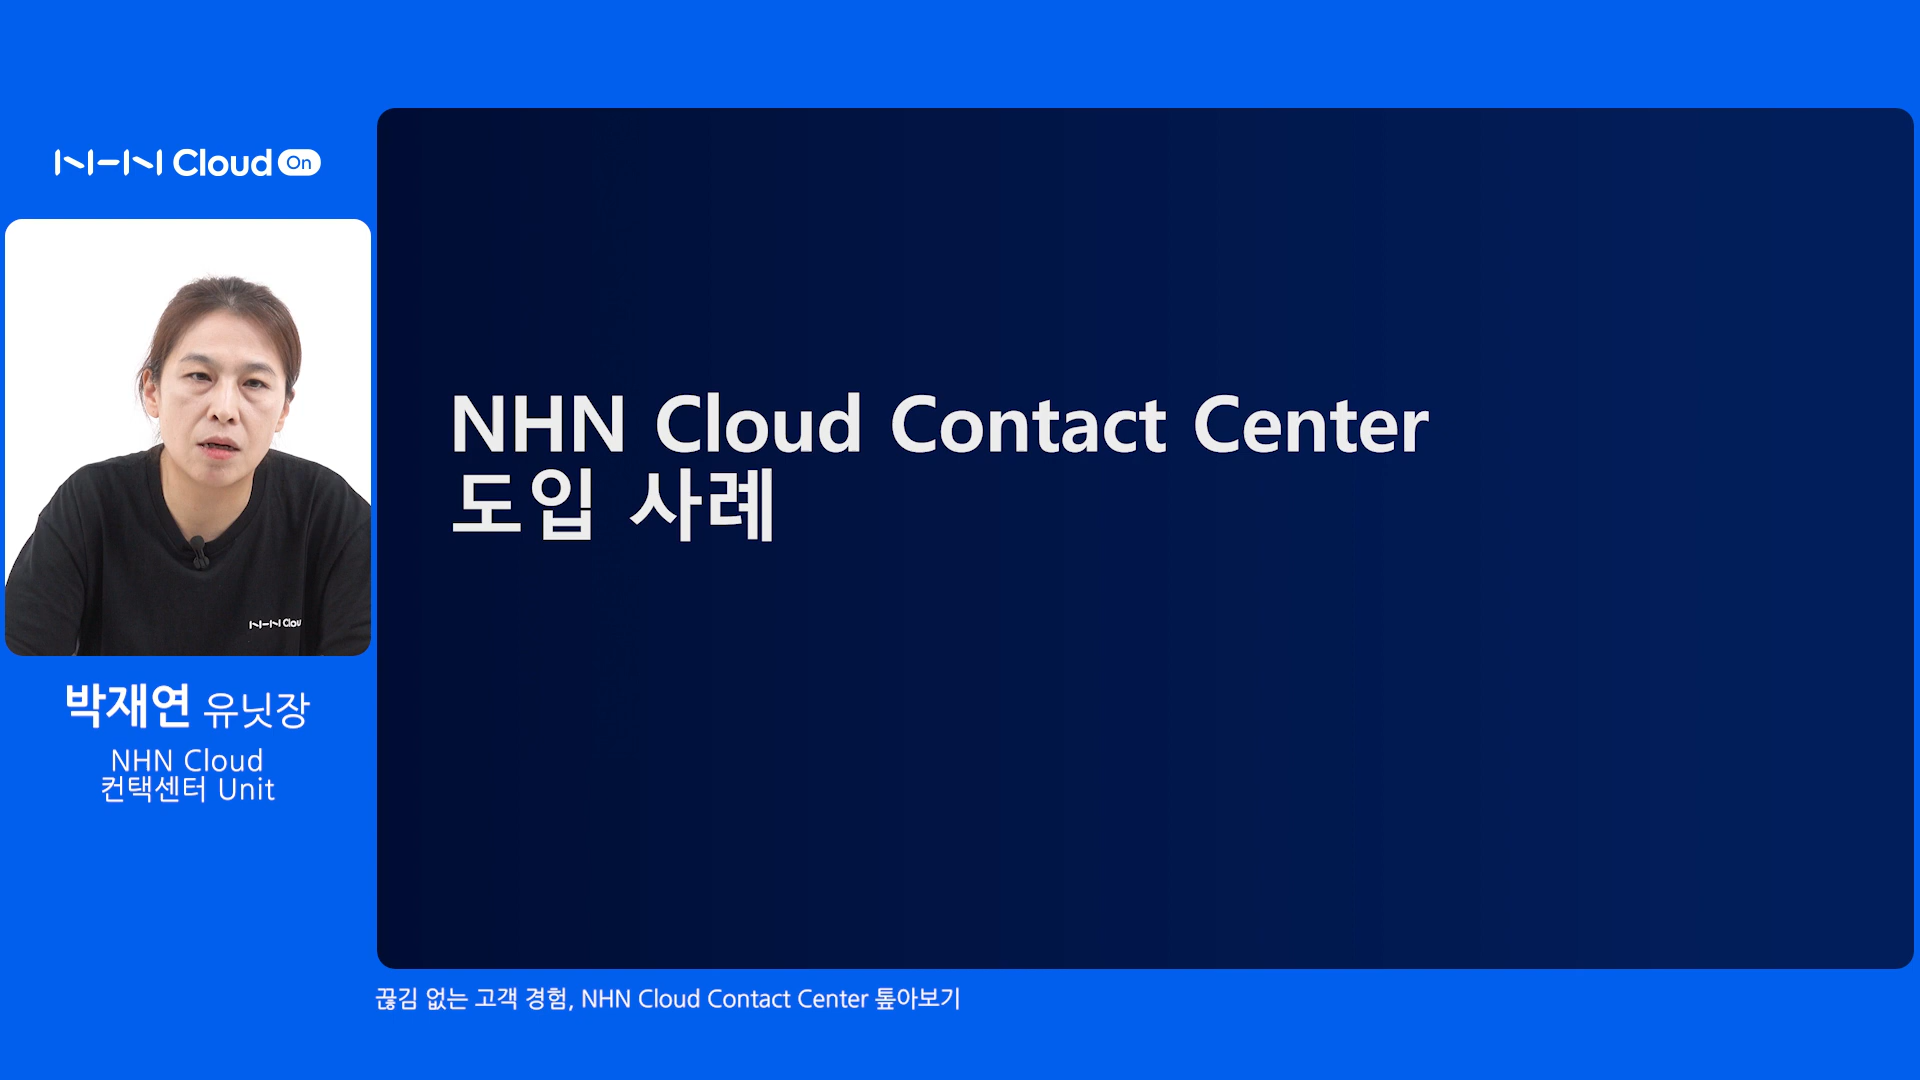 NHN Cloud On
NHN Cloud Contact Center
도입 사례
NHN Clou
박재연 유닛장
NHN Cloud
컨택센터 Unit
끊김 없는 고객 경험, NHN Cloud Contact Center 톺아보기